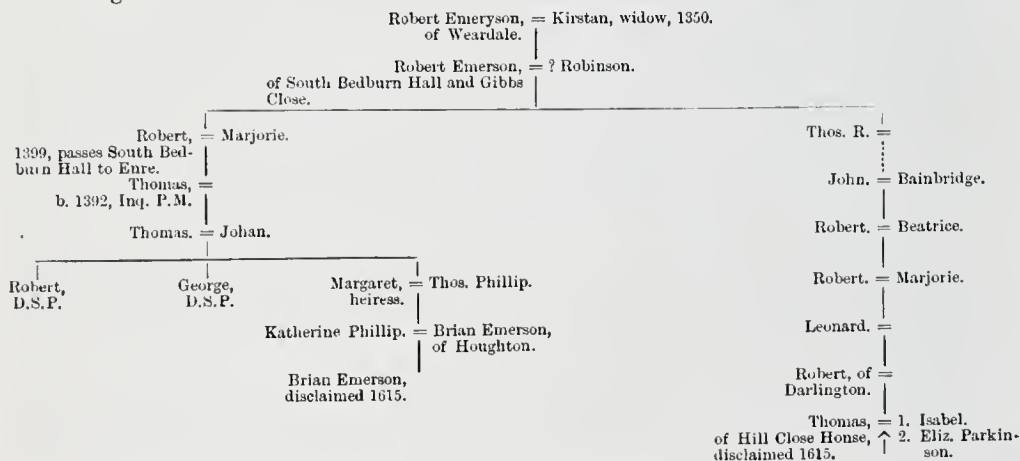 Robert Emeryson, = Kirstan, widow, 1350.
of Weardale.
Robert Emerson, = ? Robinson.
of South Bedburn Hall and Gibbs
Close.
Robert, = Marjorie.
1399, passes South Bed-
burn Hall to Enre.
Thomas, =
b. 1392, Inq. P.M.
Thomas. = Johan.
Robert,
D.S.P.
George,
D.S.P.
Margaret, = Thos. Phillip.
heiress.
Katherine Phillip. = Brian Emerson,
of Houghton.
Brian Emerson,
disclaimed 1615.
Thos. R. =
John. = Bainbridge.
Robert. = Beatrice.
Robert. = Marjorie.
Leonard. =
Robert, of =
Darlington.
Thomas, = 1. Isabel.
of Hill Close House, 2. Eliz. Parkin-
disclaimed 1615. son.